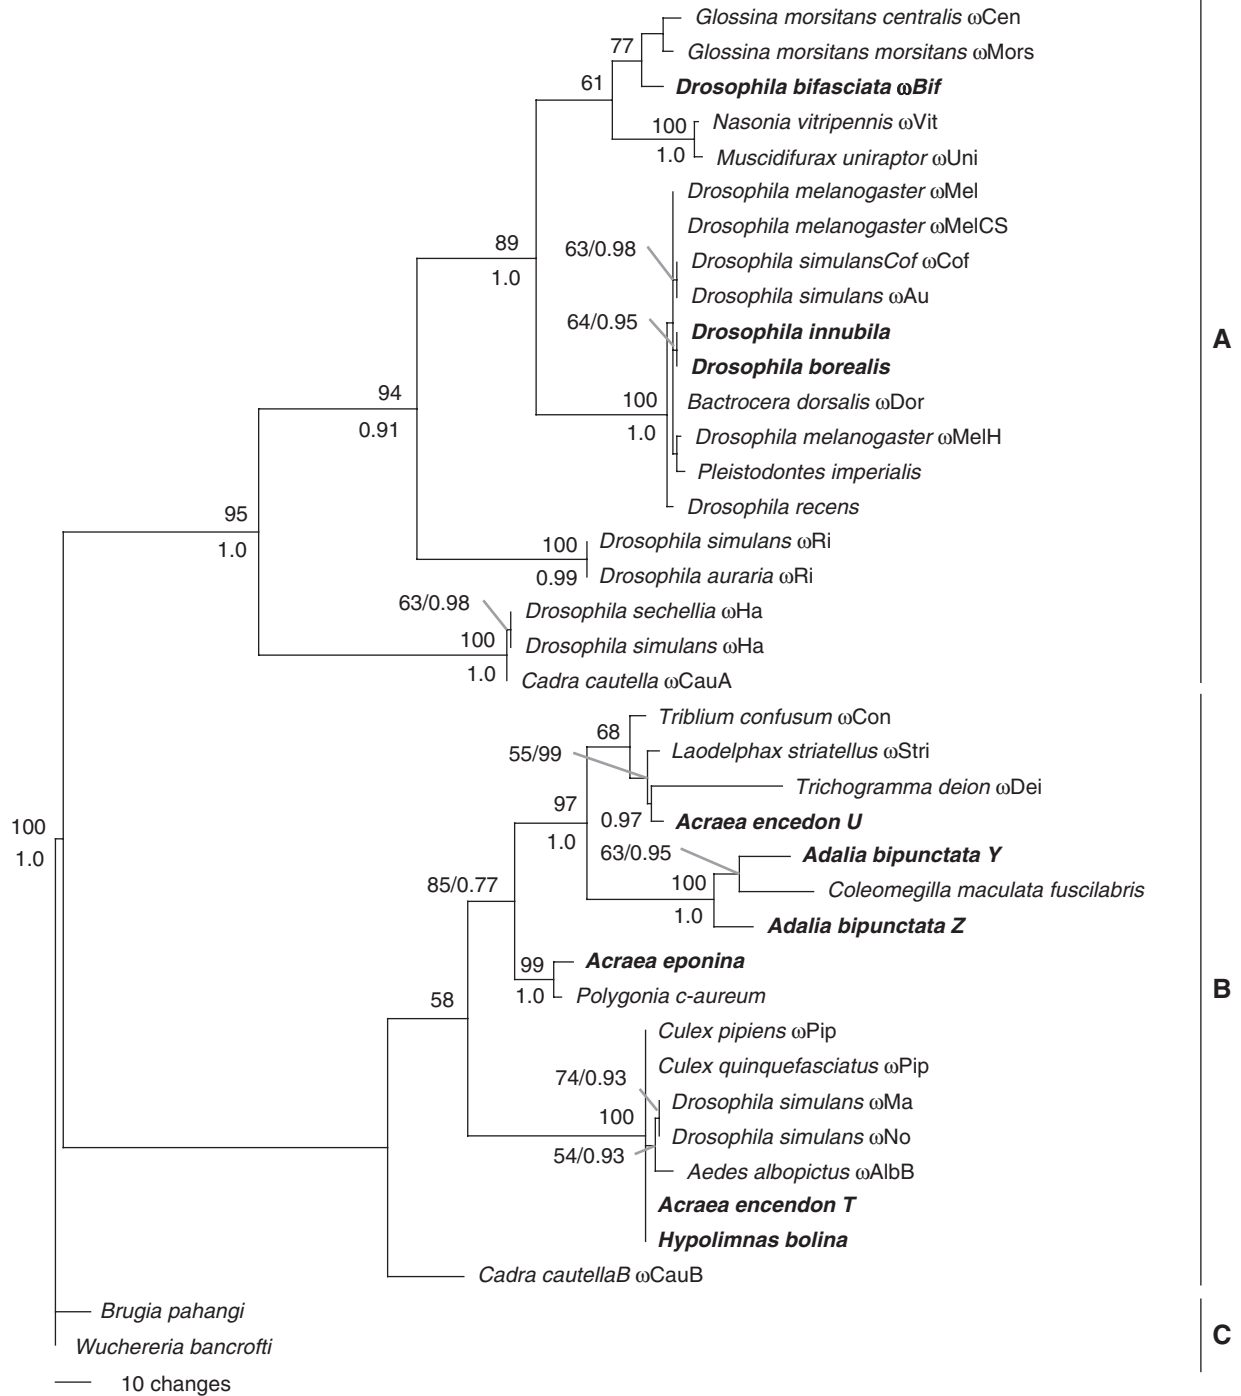 Glossina morsitans centralis ωCen
77
Glossina morsitans morsitans ωMors
61
Drosophila bifasciata ωBif
100
Nasonia vitripennis ωVit
1.0
Muscidifurax uniraptor ωUni
Drosophila melanogaster ωMel
Drosophila melanogaster ωMelCS
89
63/0.98
Drosophila simulansCof ωCof
1.0
Drosophila simulans ωAu
64/0.95
Drosophila innubila
A
Drosophila borealis
94
100
Bactrocera dorsalis ωDor
0.91
1.0
Drosophila melanogaster ωMelH
Pleistodontes imperialis
Drosophila recens
95
100
Drosophila simulans ωRi
1.0
0.99
Drosophila auraria ωRi
63/0.98
Drosophila sechellia ωHa
100
Drosophila simulans ωHa
1.0
Cadra cautella ωCauA
Triblium confusum ωCon
68
55/99
Laodelphax striatellus ωStri
Trichogramma deion ωDei
97
0.97
Acraea encedon U
100
1.0
1.0
63/0.95
Adalia bipunctata Y
85/0.77
100
Coleomegilla maculata fuscilabris
1.0
Adalia bipunctata Z
99
Acraea eponina
B
58
1.0
Polygonia c-aureum
Culex pipiens ωPip
Culex quinquefasciatus ωPip
74/0.93
Drosophila simulans ωMa
100
Drosophila simulans ωNo
54/0.93
Aedes albopictus ωAlbB
Acraea encendon T
Hypolimnas bolina
Cadra cautellaB ωCauB
Brugia pahangi
C
Wuchereria bancrofti
10 changes